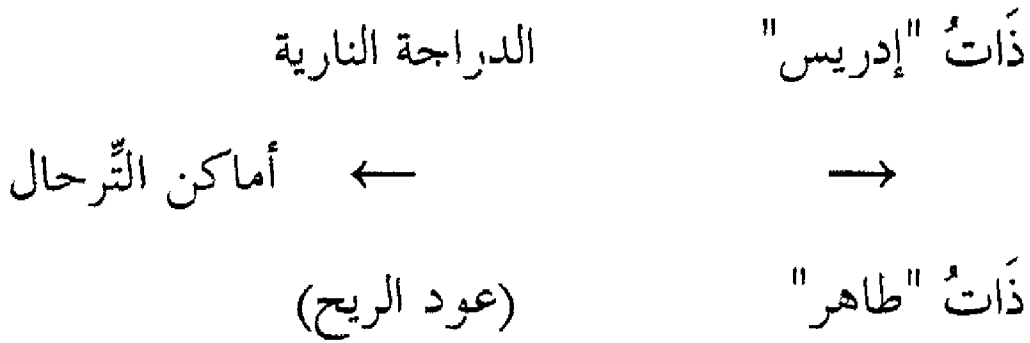 ذَاتُ "إدريس" الدراجة النارية
→ ← أماكن التِّرحال
ذَاتُ "طاهر" (عود الريح)